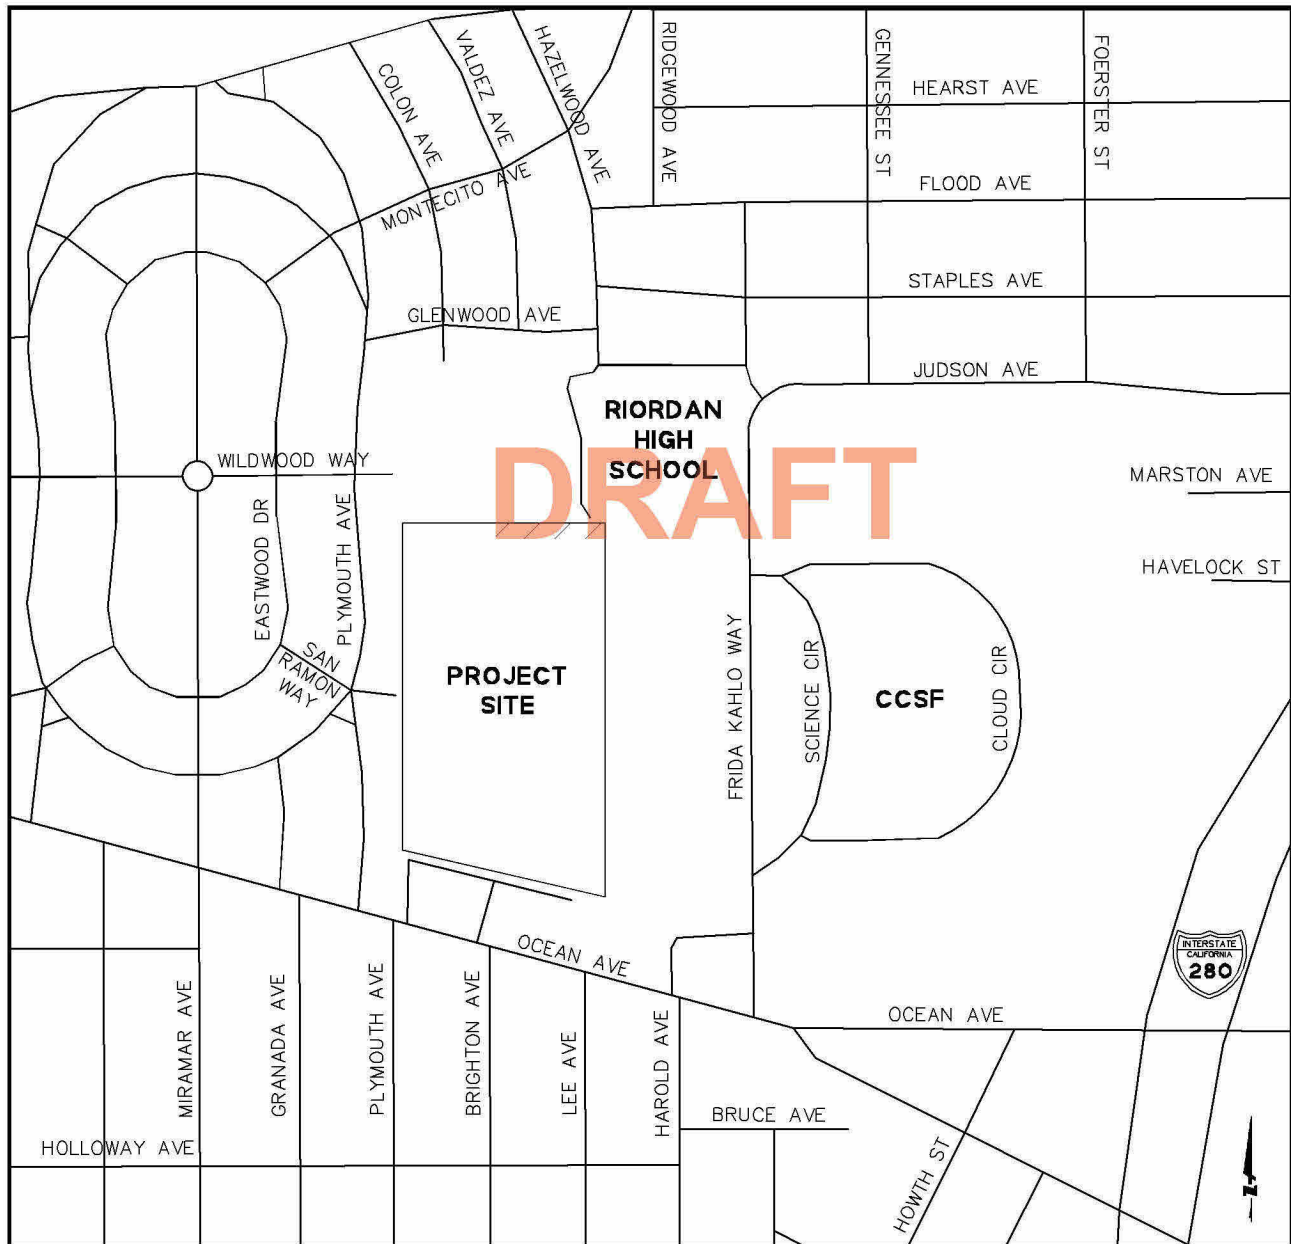 COLON AVE
VALDEZ AVE
HAZELWOOD AVE
RIDGEWOOD AVE
GENNESSEE ST
FOERSTER ST
HEARST AVE
MONTECITO AVE
FLOOD AVE
STAPLES AVE
GLENWOOD AVE
JUDSON AVE
RIORDAN
HIGH
SCHOOL
DRAFT
WILDWOOD WAY
MARSTON AVE
HAVELOCK ST
EASTWOOD DR
PLYMOUTH AVE
SAN
RAMON
WAY
PROJECT
SITE
FRIDA KAHLO WAY
SCIENCE CIR
CCSF
CLOUD CIR
INTERSTATE
CALIFORNIA
280
OCEAN AVE
OCEAN AVE
MIRAMAR AVE
GRANADA AVE
PLYMOUTH AVE
BRIGHTON AVE
LEE AVE
HAROLD AVE
BRUCE AVE
HOLLOWAY AVE
HOWTH ST
N